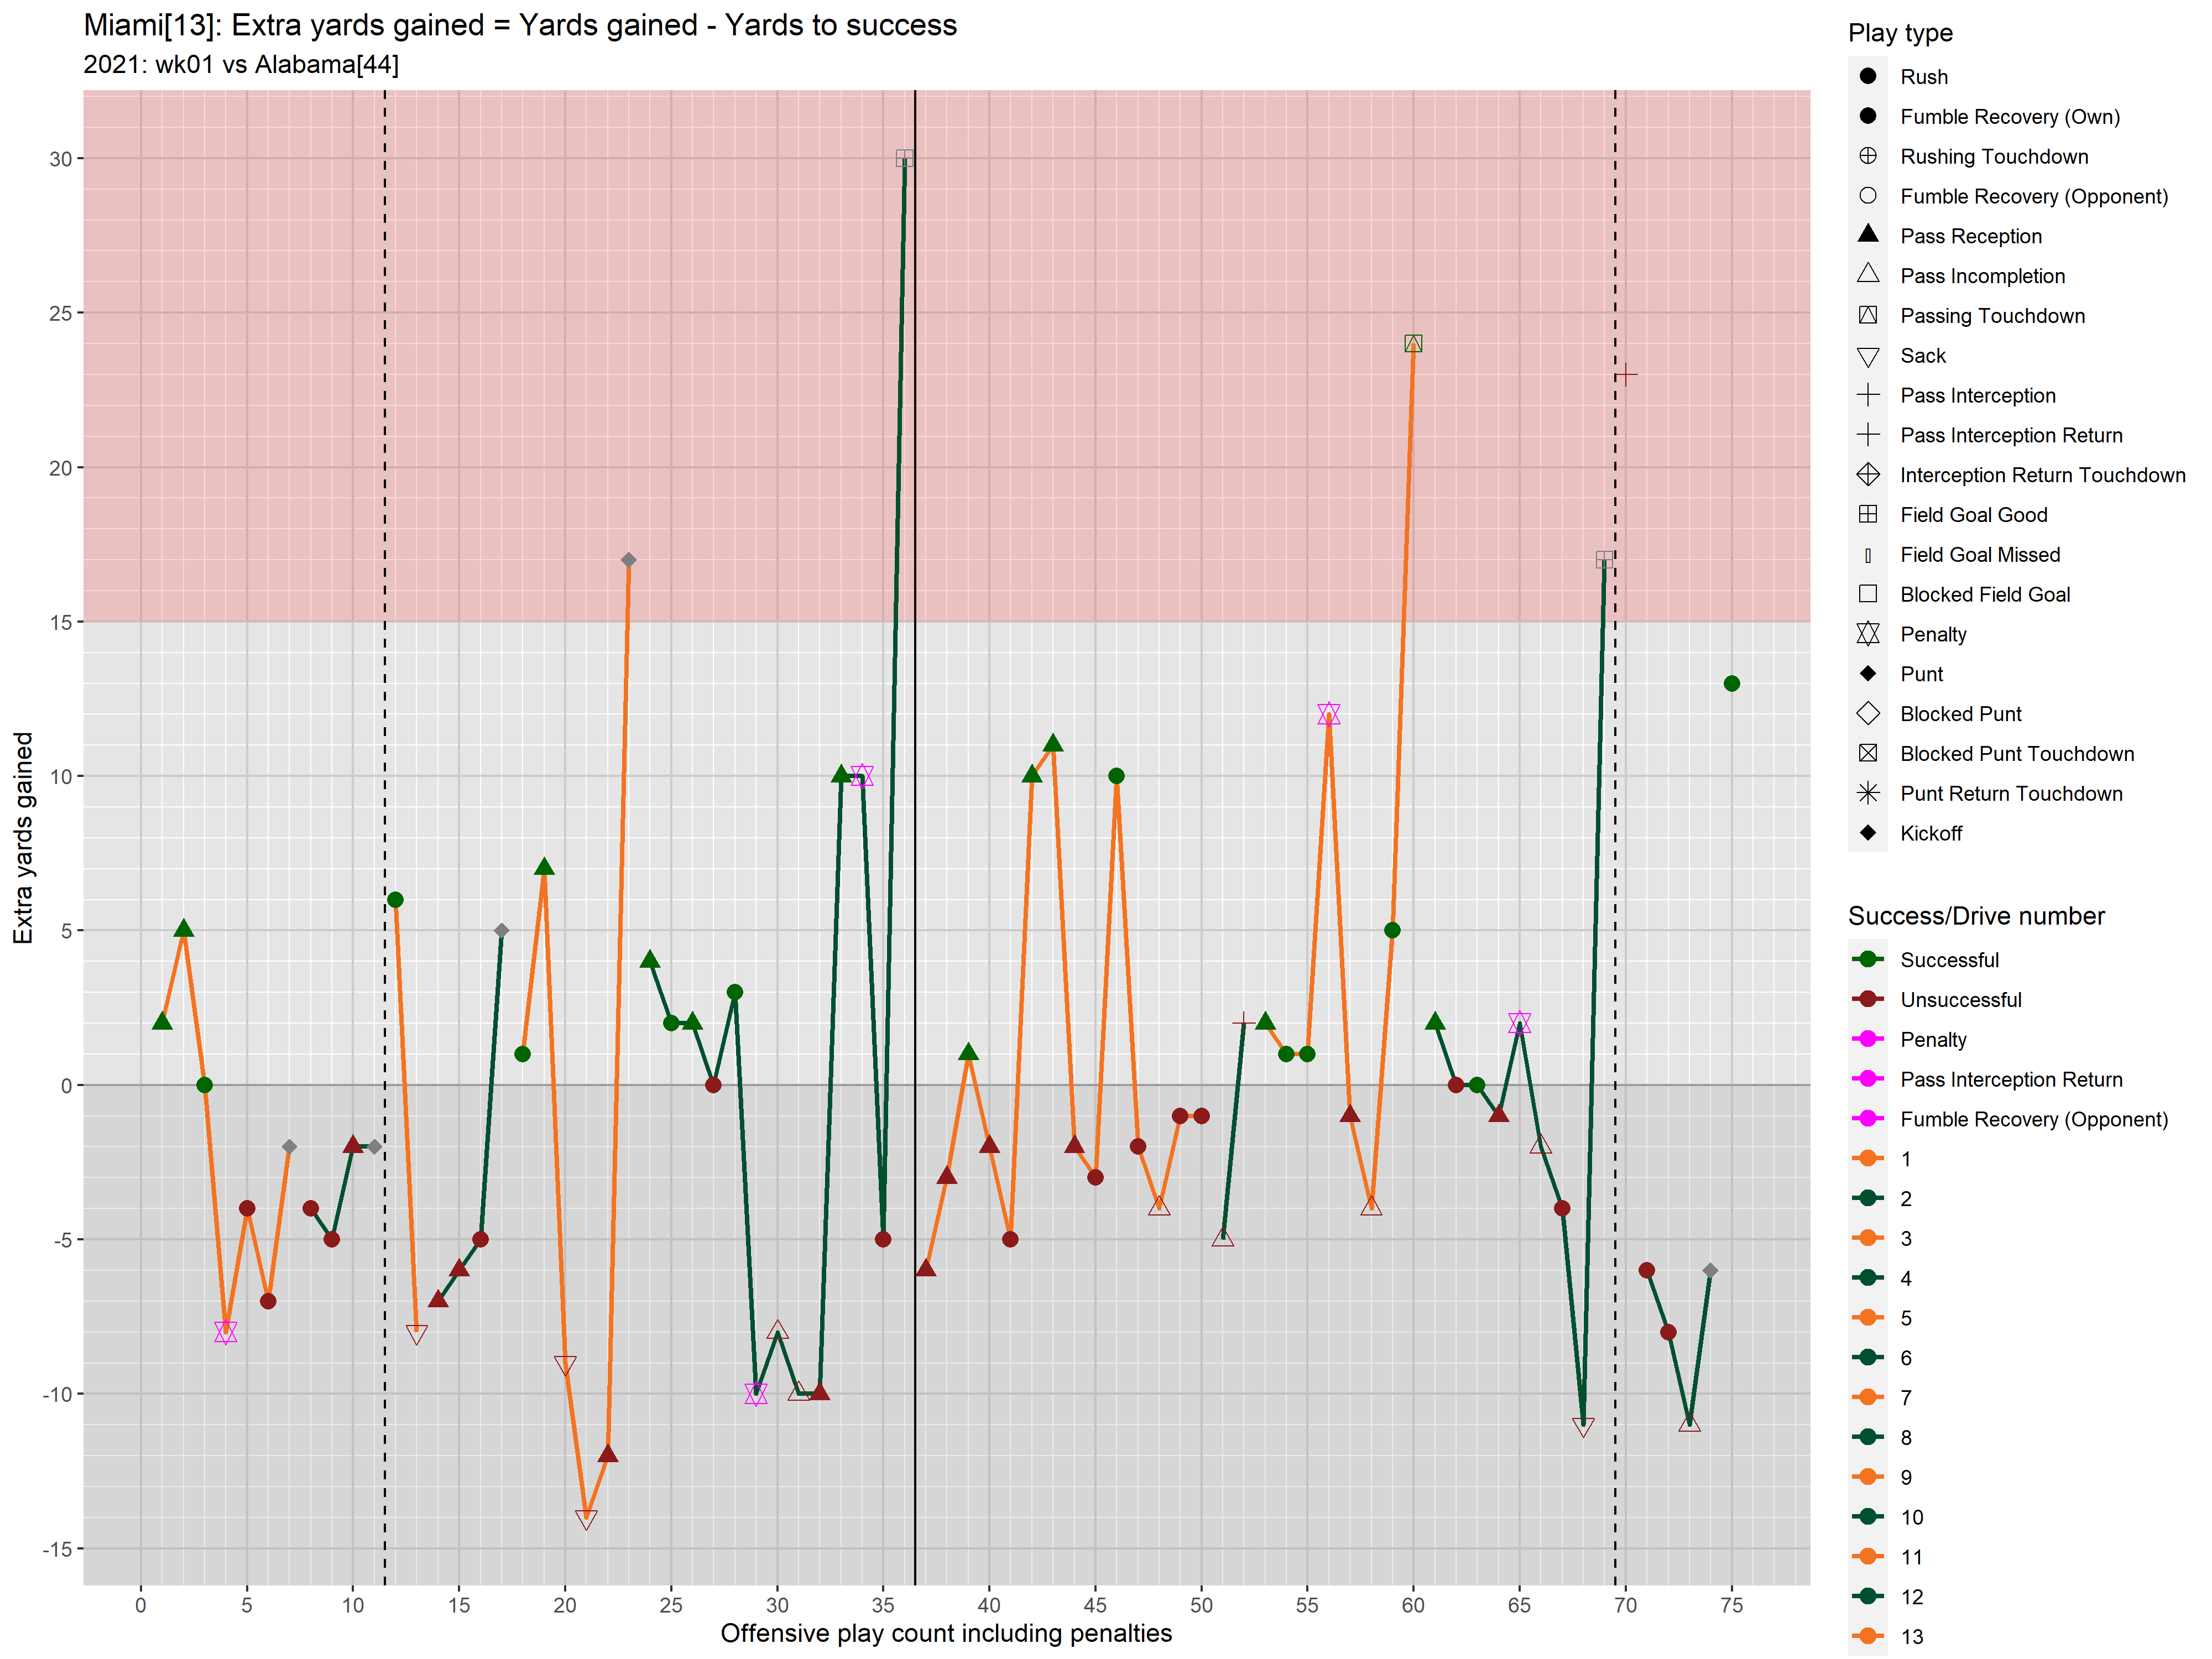 Miami[13]: Extra yards gained = Yards gained - Yards to success
2021: wk01 vs Alabama[44]
Extra yards gained
30
25
20
15
10
5
0
-5
-10
-15
0 5 10 15 20 25 30 35 40 45 50 55 60 65 70 75
Offensive play count including penalties
Play type
Rush
Fumble Recovery (Own)
Rushing Touchdown
Fumble Recovery (Opponent)
Pass Reception
Pass Incompletion
Passing Touchdown
Sack
Pass Interception
Pass Interception Return
Interception Return Touchdown
Field Goal Good
Field Goal Missed
Blocked Field Goal
Penalty
Punt
Blocked Punt
Blocked Punt Touchdown
Punt Return Touchdown
Kickoff
Success/Drive number
Successful
Unsuccessful
Penalty
Pass Interception Return
Fumble Recovery (Opponent)
1
2
3
4
5
6
7
8
9
10
11
12
13